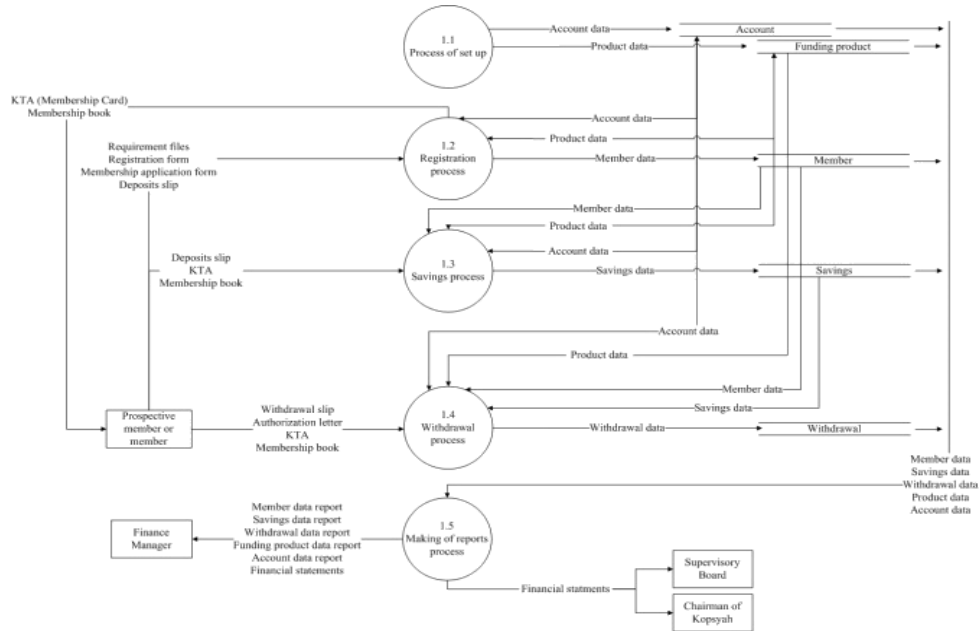 1.1
Process of set up
Account data
Account
Product data
Funding product
KTA (Membership Card)
Membership book
Account data
1.2
Registration
process
Product data
Requirement files
Registration form
Membership application form
Deposits slip
Member data
Member
Member data
Product data
1.3
Savings process
Account data
Deposits slip
KTA
Membership book
Savings data
Savings
Account data
Product data
Member data
Savings data
Prospective
member or
member
Withdrawal slip
Authorization letter
KTA
Membership book
1.4
Withdrawal
process
Withdrawal data
Withdrawal
Member data
Savings data
Withdrawal data
Product data
Account data
Finance
Manager
Member data report
Savings data report
Withdrawal data report
Funding product data report
Account data report
Financial statements
1.5
Making of reports
process
Financial statments
Supervisory
Board
Chairman of
Kopsyah